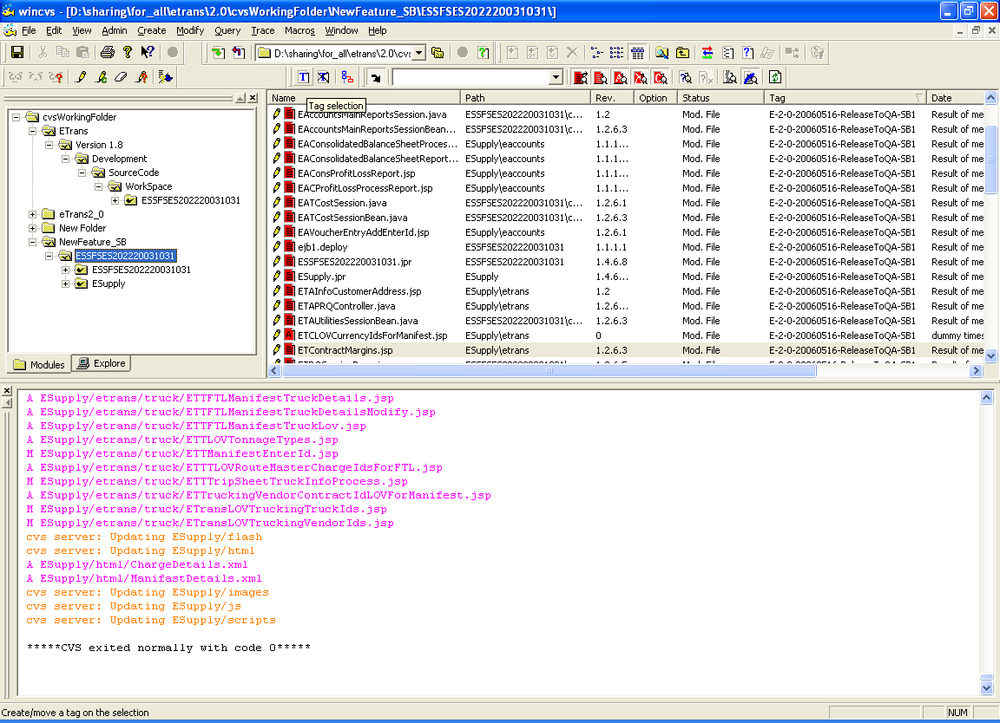 wincvs - [D:\sharing\for_all\etrans\2.0\cvsWorkingFolder\NewFeature_SB\ESSFSES202220031031\]
File Edit View Admin Create Modify Query Trace Macros Window Help
D:\sharing\for_all\etrans\2.0\cvs
Name Path Rev. Option Status Tag Date
Tag selection
cvsWorkingFolder
ETrans
Version 1.8
Development
SourceCode
WorkSpace
ESSFSES202220031031
eTrans2_0
New Folder
NewFeature_SB
ESSFSES202220031031
ESSFSES202220031031
ESupply
Modules Explore
EAccountsMainReportsSession.java ESSFSES202220031031\c... 1.2 Mod. File E-2-0-20060516-ReleaseToQA-SB1 Result of me
EAccountsMainReportsSessionBean... ESSFSES202220031031\c... 1.2.6.3 Mod. File E-2-0-20060516-ReleaseToQA-SB1 Result of me
EAConsolidatedBalanceSheetProces... ESupply\eaccounts 1.1.1... Mod. File E-2-0-20060516-ReleaseToQA-SB1 Result of me
EAConsolidatedBalanceSheetReport... ESupply\eaccounts 1.1.1... Mod. File E-2-0-20060516-ReleaseToQA-SB1 Result of me
EAConsProfitLossReport.jsp ESupply\eaccounts 1.1.1... Mod. File E-2-0-20060516-ReleaseToQA-SB1 Result of me
EACProfitLossProcessReport.jsp ESupply\eaccounts 1.1.1... Mod. File E-2-0-20060516-ReleaseToQA-SB1 Result of me
EATCostSession.java ESSFSES202220031031\c... 1.2.6.1 Mod. File E-2-0-20060516-ReleaseToQA-SB1 Result of me
EATCostSessionBean.java ESSFSES202220031031\c... 1.2.6.3 Mod. File E-2-0-20060516-ReleaseToQA-SB1 Result of me
EAVoucherEntryAddEnterId.jsp ESupply\eaccounts 1.2.6.1 Mod. File E-2-0-20060516-ReleaseToQA-SB1 Result of me
ejb1.deploy ESSFSES202220031031 1.1.1.1 Mod. File E-2-0-20060516-ReleaseToQA-SB1 Result of me
ESSFSES202220031031.jpr ESSFSES202220031031 1.4.6.8 Mod. File E-2-0-20060516-ReleaseToQA-SB1 Result of me
ESupply.jpr ESupply 1.4.6... Mod. File E-2-0-20060516-ReleaseToQA-SB1 Result of me
ETAInfoCustomerAddress.jsp ESupply\etrans 1.2 Mod. File E-2-0-20060516-ReleaseToQA-SB1 Result of me
ETAPRQController.java ESupply\etrans 1.2.6... Mod. File E-2-0-20060516-ReleaseToQA-SB1 Result of me
ETAUtilitiesSessionBean.java ESSFSES202220031031\c... 1.2.6.3 Mod. File E-2-0-20060516-ReleaseToQA-SB1 Result of me
ETCLOVCurrencyIdsForManifest.jsp ESupply\etrans 0 Mod. File E-2-0-20060516-ReleaseToQA-SB1 dummy times
ETContractMargins.jsp ESupply\etrans 1.2.6.3 Mod. File E-2-0-20060516-ReleaseToQA-SB1 Result of me
A ESupply/etrans/truck/ETTFTLManifestTruckDetails.jsp
A ESupply/etrans/truck/ETTFTLManifestTruckDetailsModify.jsp
A ESupply/etrans/truck/ETTFTLManifestTruckLov.jsp
A ESupply/etrans/truck/ETTLOVTonnageTypes.jsp
M ESupply/etrans/truck/ETTManifestEnterId.jsp
A ESupply/etrans/truck/ETTTLOVRouteMasterChargeIdsForFTL.jsp
M ESupply/etrans/truck/ETTTripSheetTruckInfoProcess.jsp
A ESupply/etrans/truck/ETruckingVendorContractIdLOVForManifest.jsp
M ESupply/etrans/truck/ETransLOVTruckingTruckIds.jsp
M ESupply/etrans/truck/ETransLOVTruckingVendorIds.jsp
cvs server: Updating ESupply/flash
cvs server: Updating ESupply/html
A ESupply/html/ChargeDetails.xml
A ESupply/html/ManifastDetails.xml
cvs server: Updating ESupply/images
cvs server: Updating ESupply/js
cvs server: Updating ESupply/scripts
*****CVS exited normally with code 0*****
Create/move a tag on the selection NUM